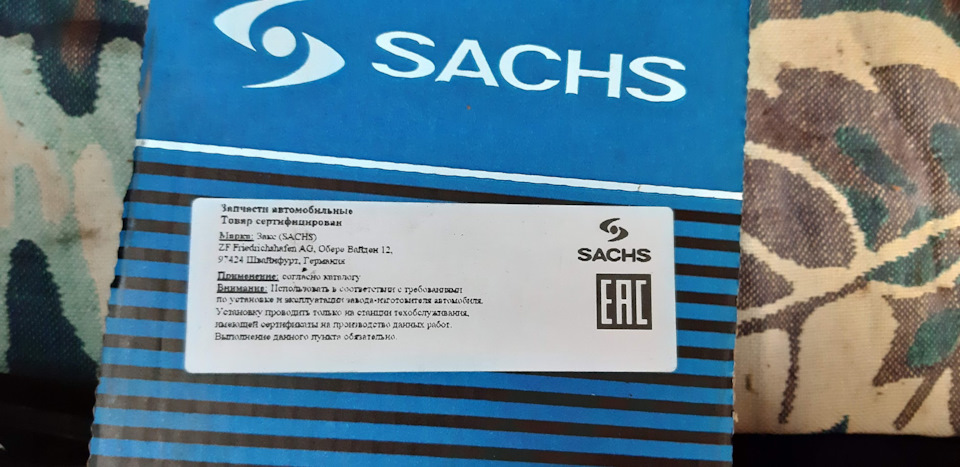 SACHS
Запчасти автомобильные
Товар сертифицирован
Марка: Закс (SACHS)
ZF Friedrichshafen AG, Обере Вайден 12,
97424 Швайнфурт, Германия
Применение: согласно каталогу
Внимание: Использовать в соответствии с требованиями
по установке и эксплуатации завода-изготовителя автомобиля.
Установку проводить только на станции техобслуживания,
имеющей сертификаты на производство данных работ.
Выполнение данного пункта обязательно.
SACHS
EAC